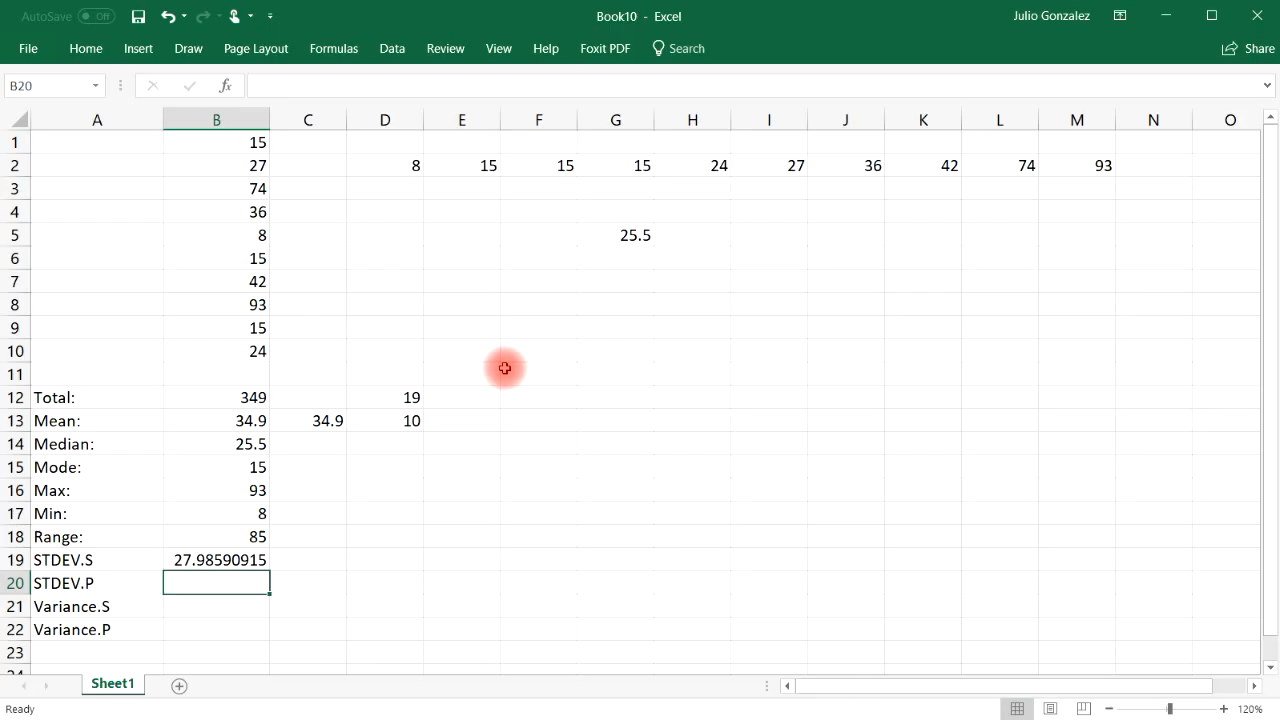 AutoSave Off Book10 - Excel Julio Gonzalez
File Home Insert Draw Page Layout Formulas Data Review View Help Foxit PDF Search Share
B20 fx
A B C D E F G H I J K L M N O
1 15
2 27 8 15 15 15 24 27 36 42 74 93
3 74
4 36
5 8 25.5
6 15
7 42
8 93
9 15
10 24
11
12 Total: 349 19
13 Mean: 34.9 34.9 10
14 Median: 25.5
15 Mode: 15
16 Max: 93
17 Min: 8
18 Range: 85
19 STDEV.S 27.98590915
20 STDEV.P
21 Variance.S
22 Variance.P
23
24
Sheet1
Ready 120%